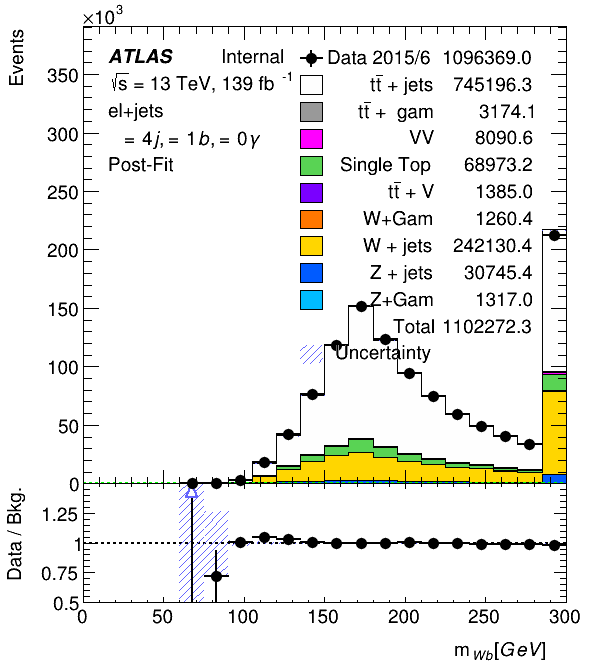 ×10³
Events
ATLAS Internal
√s = 13 TeV, 139 fb⁻¹
el+jets
= 4j, = 1b, = 0γ
Post-Fit
Data 2015/6 1096369.0
tt̄ + jets 745196.3
tt̄ + gam 3174.1
VV 8090.6
Single Top 68973.2
tt̄ + V 1385.0
W+Gam 1260.4
W + jets 242130.4
Z + jets 30745.4
Z+Gam 1317.0
Total 1102272.3
Uncertainty
350
300
250
200
150
100
50
0
Data / Bkg.
1.25
1
0.75
0.5
0 50 100 150 200 250 300
m_Wb[GeV]